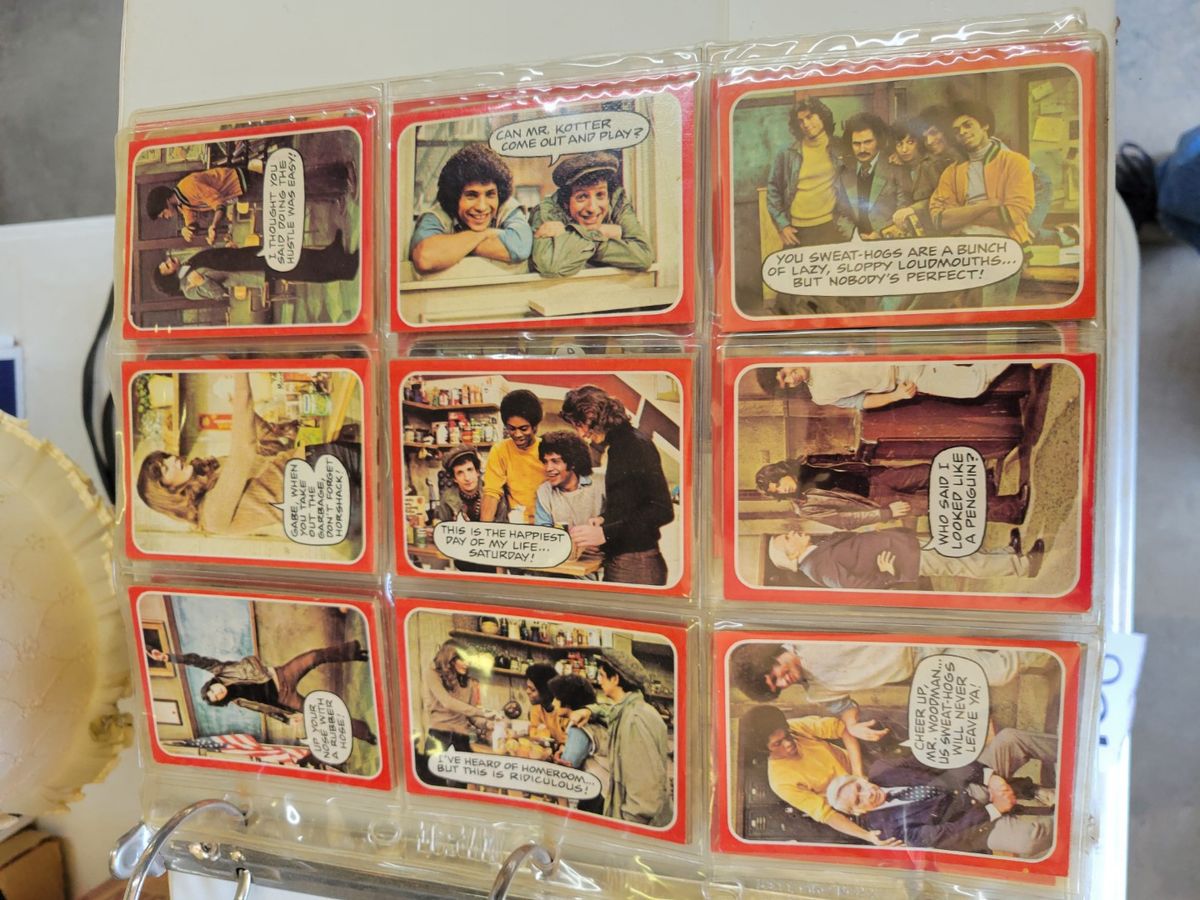 I THOUGHT YOU
SAID DOING THE
HUSTLE WAS EASY!
CAN MR. KOTTER
COME OUT AND PLAY?
YOU SWEAT-HOGS ARE A BUNCH
OF LAZY, SLOPPY LOUDMOUTHS...
BUT NOBODY'S PERFECT!
GABE, WHEN
YOU TAKE
OUT THE
GARBAGE,
DON'T FORGET
HORSHACK!
THIS IS THE HAPPIEST
DAY OF MY LIFE...
SATURDAY!
WHO SAID I
LOOKED LIKE
A PENGUIN?
UP YOUR
NOSE WITH
A RUBBER
HOSE!
I'VE HEARD OF HOMEROOM...
BUT THIS IS RIDICULOUS!
CHEER UP,
MR. WOODMAN...
US SWEAT-HOGS
WILL NEVER
LEAVE YA!